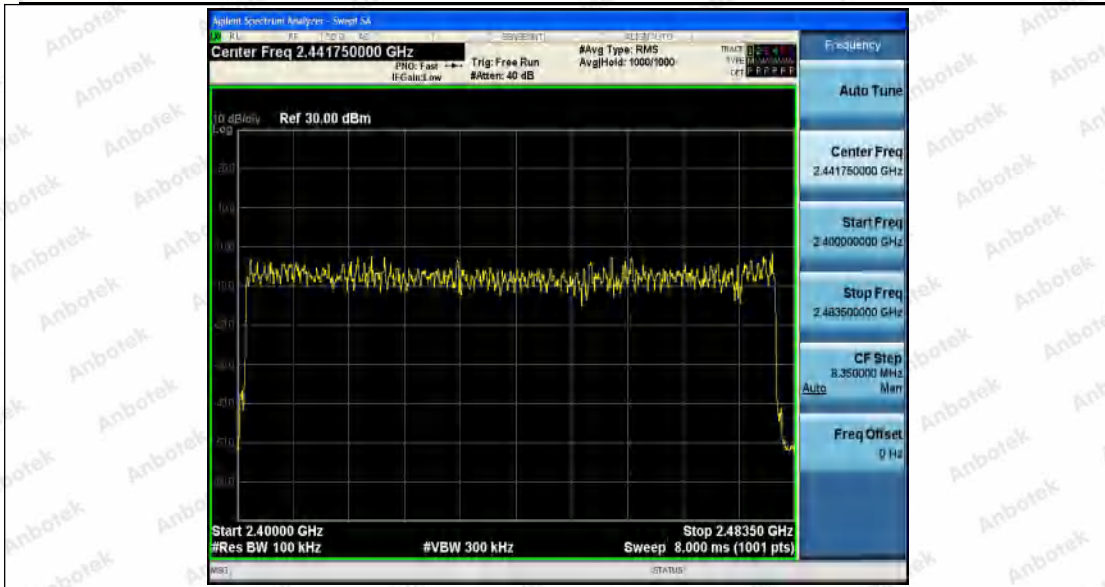 Agilent Spectrum Analyzer - Swept SA
Center Freq 2.441750000 GHz
PNO: Fast
IFGain:Low
Trig: Free Run
#Atten: 40 dB
#Avg Type: RMS
Avg|Hold: 1000/1000
TRACE
TYPE
DET P P P P P P
10 dB/div Ref 30.00 dBm
Log
Start 2.40000 GHz
Stop 2.48350 GHz
#Res BW 100 kHz
#VBW 300 kHz
Sweep 8.000 ms (1001 pts)
MSG
STATUS
Frequency
Auto Tune
Center Freq
2.441750000 GHz
Start Freq
2.400000000 GHz
Stop Freq
2.483500000 GHz
CF Step
8.350000 MHz
Auto Man
Freq Offset
0 Hz
Anbotek